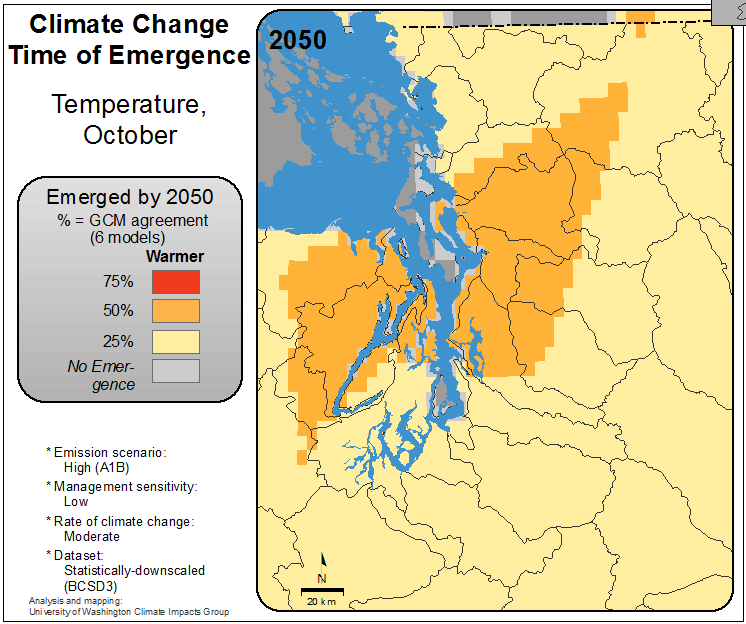 Climate Change
Time of Emergence
Temperature,
October
Emerged by 2050
% = GCM agreement
(6 models)
Warmer
75%
50%
25%
No Emer-
gence
* Emission scenario:
High (A1B)
* Management sensitivity:
Low
* Rate of climate change:
Moderate
* Dataset:
Statistically-downscaled
(BCSD3)
Analysis and mapping:
University of Washington Climate Impacts Group
2050
N
20 km